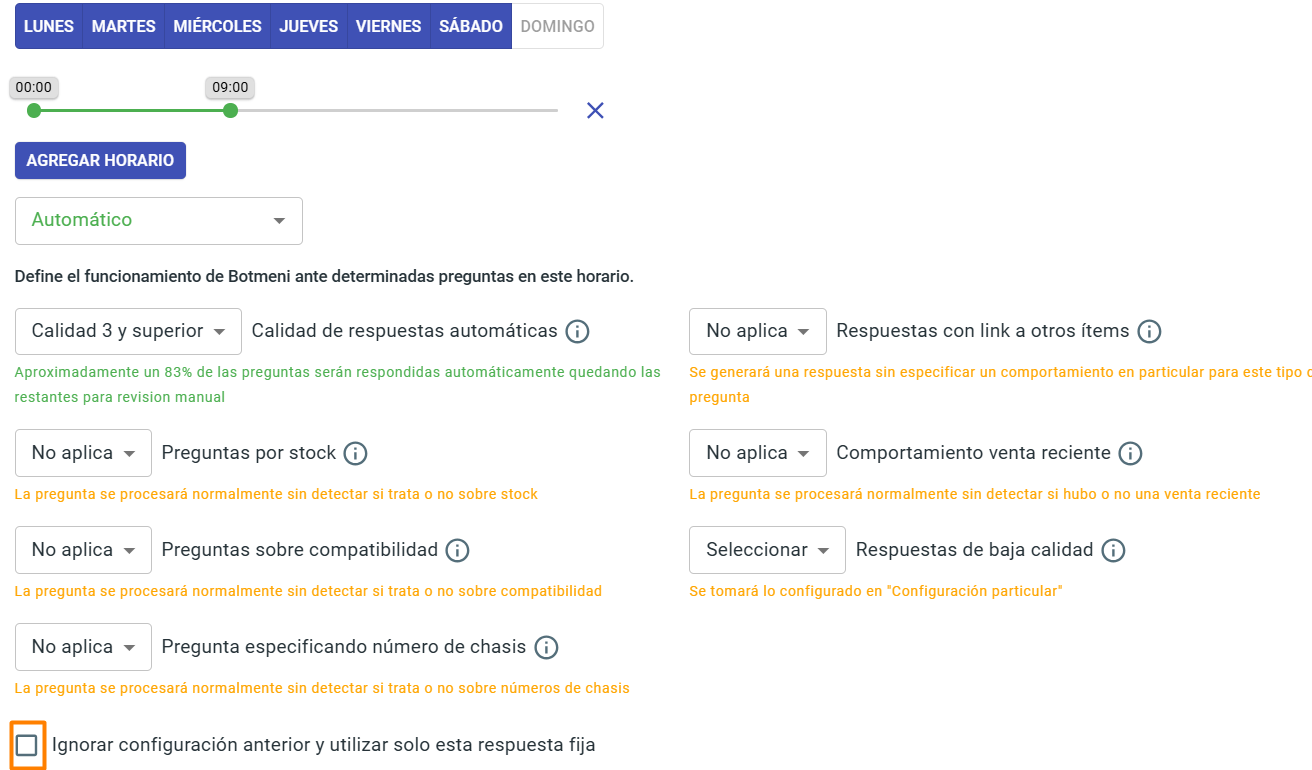 LUNES MARTES MIÉRCOLES JUEVES VIERNES SÁBADO DOMINGO
00:00 09:00
AGREGAR HORARIO
Automático
Define el funcionamiento de Botmeni ante determinadas preguntas en este horario.
Calidad 3 y superior Calidad de respuestas automáticas
Aproximadamente un 83% de las preguntas serán respondidas automáticamente quedando las
restantes para revision manual
No aplica Respuestas con link a otros ítems
Se generará una respuesta sin especificar un comportamiento en particular para este tipo
pregunta
No aplica Preguntas por stock
La pregunta se procesará normalmente sin detectar si trata o no sobre stock
No aplica Comportamiento venta reciente
La pregunta se procesará normalmente sin detectar si hubo o no una venta reciente
No aplica Preguntas sobre compatibilidad
La pregunta se procesará normalmente sin detectar si trata o no sobre compatibilidad
Seleccionar Respuestas de baja calidad
Se tomará lo configurado en "Configuración particular"
No aplica Pregunta especificando número de chasis
La pregunta se procesará normalmente sin detectar si trata o no sobre números de chasis
Ignorar configuración anterior y utilizar solo esta respuesta fija